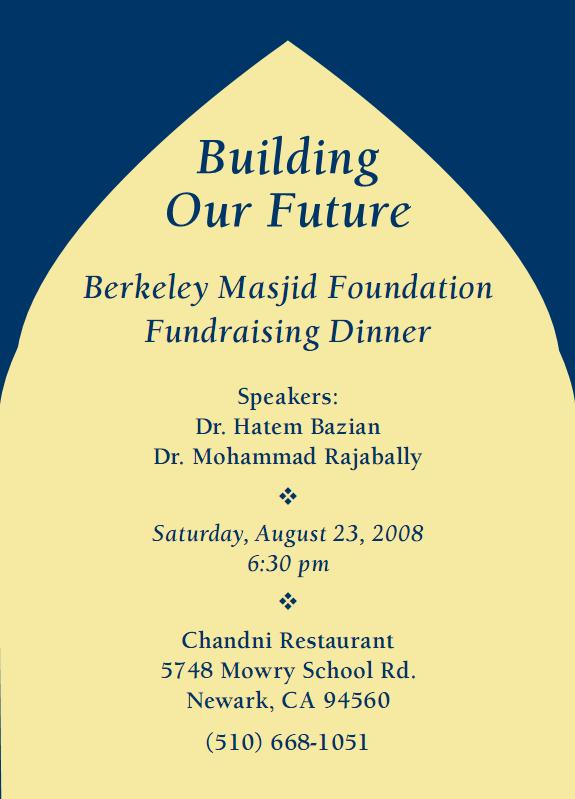 Building
Our Future
Berkeley Masjid Foundation
Fundraising Dinner
Speakers:
Dr. Hatem Bazian
Dr. Mohammad Rajabally
Saturday, August 23, 2008
6:30 pm
Chandni Restaurant
5748 Mowry School Rd.
Newark, CA 94560
(510) 668-1051